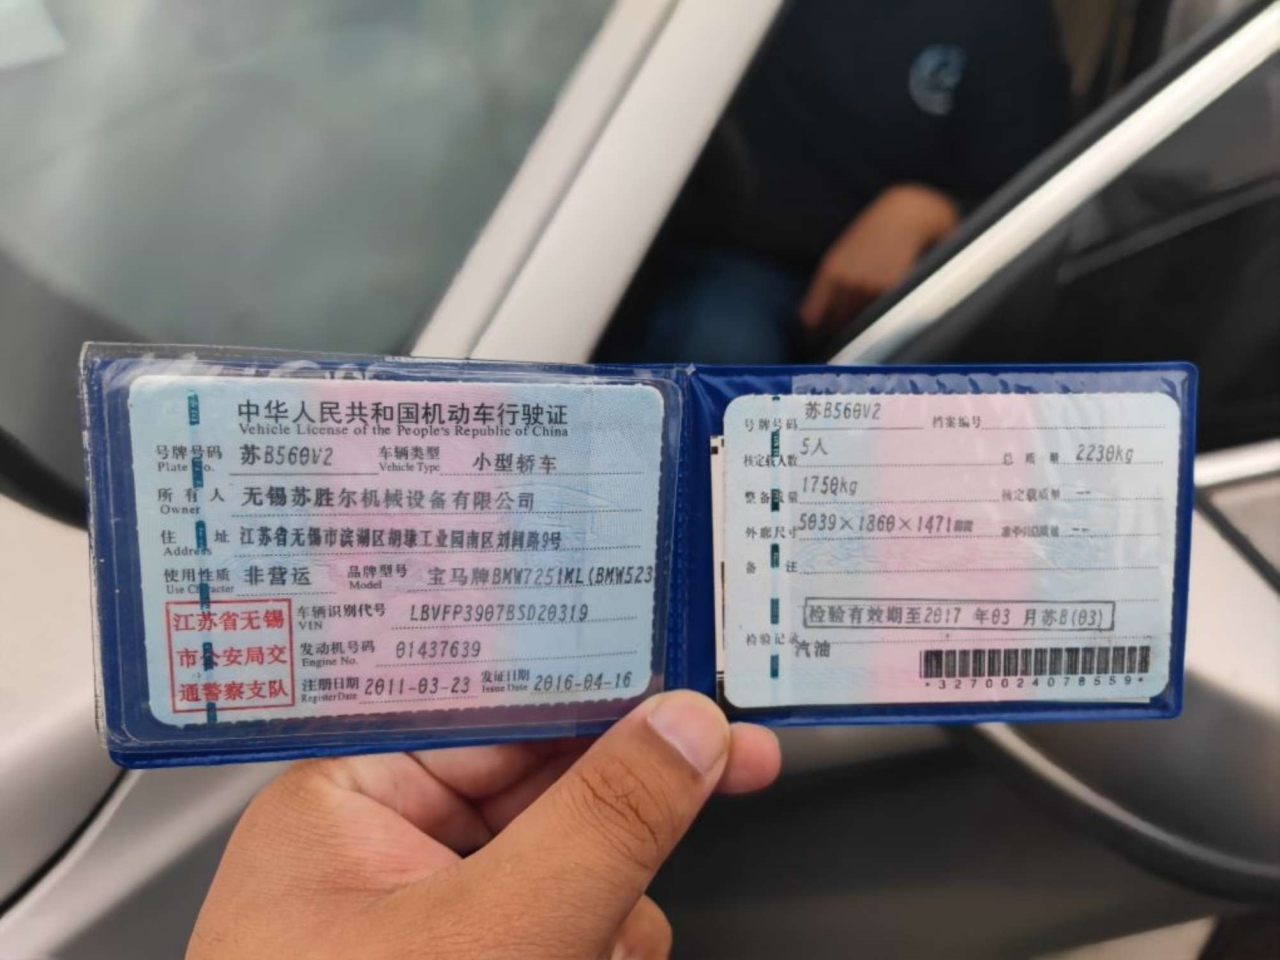 中华人民共和国机动车行驶证
Vehicle License of the People's Republic of China
号牌号码 苏B560V2 车辆类型 小型轿车
Plate No. Vehicle Type
所有人 无锡苏胜尔机械设备有限公司
Owner
住址 江苏省无锡市滨湖区胡埭工业园南区刘闾路9号
Address
使用性质 非营运 品牌型号 宝马牌BMW7251ML(BMW523
Use Character Model
江苏省无锡
市公安局交
通警察支队
车辆识别代号 LBVFP3907BSD20319
VIN
发动机号码 01437639
Engine No.
注册日期 2011-03-23 发证日期 2016-04-16
Register Date Issue Date
号牌号码 苏B560V2 档案编号
核定载人数 5人 总质量 2230kg
整备质量 1750kg 核定载质量 --
外廓尺寸 5039×1860×1471 准牵引总质量 --
备注
检验有效期至2017 年03 月苏B(03)
检验记录 汽油
*3270024078559*